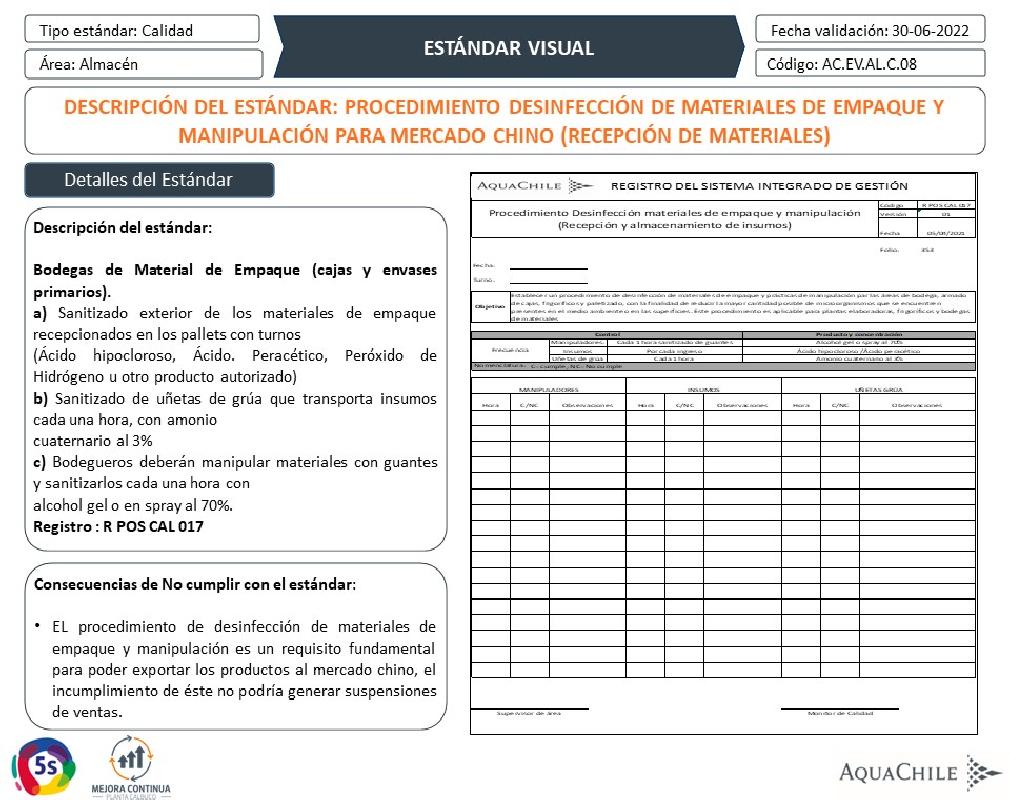 Tipo estándar: Calidad
Área: Almacén
ESTÁNDAR VISUAL
Fecha validación: 30-06-2022
Código: AC.EV.AL.C.08
DESCRIPCIÓN DEL ESTÁNDAR: PROCEDIMIENTO DESINFECCIÓN DE MATERIALES DE EMPAQUE Y
MANIPULACIÓN PARA MERCADO CHINO (RECEPCIÓN DE MATERIALES)
Detalles del Estándar
Descripción del estándar:
Bodegas de Material de Empaque (cajas y envases
primarios).
a) Sanitizado exterior de los materiales de empaque
recepcionados en los pallets con turnos
(Ácido hipocloroso, Ácido. Peracético, Peróxido de
Hidrógeno u otro producto autorizado)
b) Sanitizado de uñetas de grúa que transporta insumos
cada una hora, con amonio
cuaternario al 3%
c) Bodegueros deberán manipular materiales con guantes
y sanitizarlos cada una hora con
alcohol gel o en spray al 70%.
Registro : R POS CAL 017
Consecuencias de No cumplir con el estándar:
• EL procedimiento de desinfección de materiales de
empaque y manipulación es un requisito fundamental
para poder exportar los productos al mercado chino, el
incumplimiento de éste no podría generar suspensiones
de ventas.
AQUACHILE REGISTRO DEL SISTEMA INTEGRADO DE GESTIÓN
Procedimiento Desinfección materiales de empaque y manipulación
(Recepción y almacenamiento de insumos)
Código R POS CAL 017
Versión 01
Fecha 05/04/2021
Folio:
Fecha:
Turno:
Objetivo
Establecer un procedimiento de desinfección de materiales de empaque y prácticas de manipulación par las áreas de bodega, armado
de cajas, frigoríficos y paletizado, con la finalidad de reducir la mayor cantidad posible de microorganismos que se encuentren
presentes en el medio ambiente o en las superficies. Este procedimiento es aplicable para plantas elaboradoras, frigoríficos y bodegas
de materiales
Control Producto y concentración
Frecuencia
Manipuladores: Cada 1 hora sanitizado de guantes Alcohol gel o spray al 70%
Insumos Por cada ingreso Ácido hipocloroso /Ácido peracético
Uñetas de grúa Cada 1 hora Amonio cuaternario al 3%
Nomenclatura: C: cumple, NC: No cumple
MANIPULADORES INSUMOS UÑETAS GRÚA
Hora C/NC Observaciones Hora C/NC Observaciones Hora C/NC Observaciones
Supervisor de área Monitor de Calidad
5s
MEJORA CONTINUA
PLANTA CALBUCO
AQUACHILE